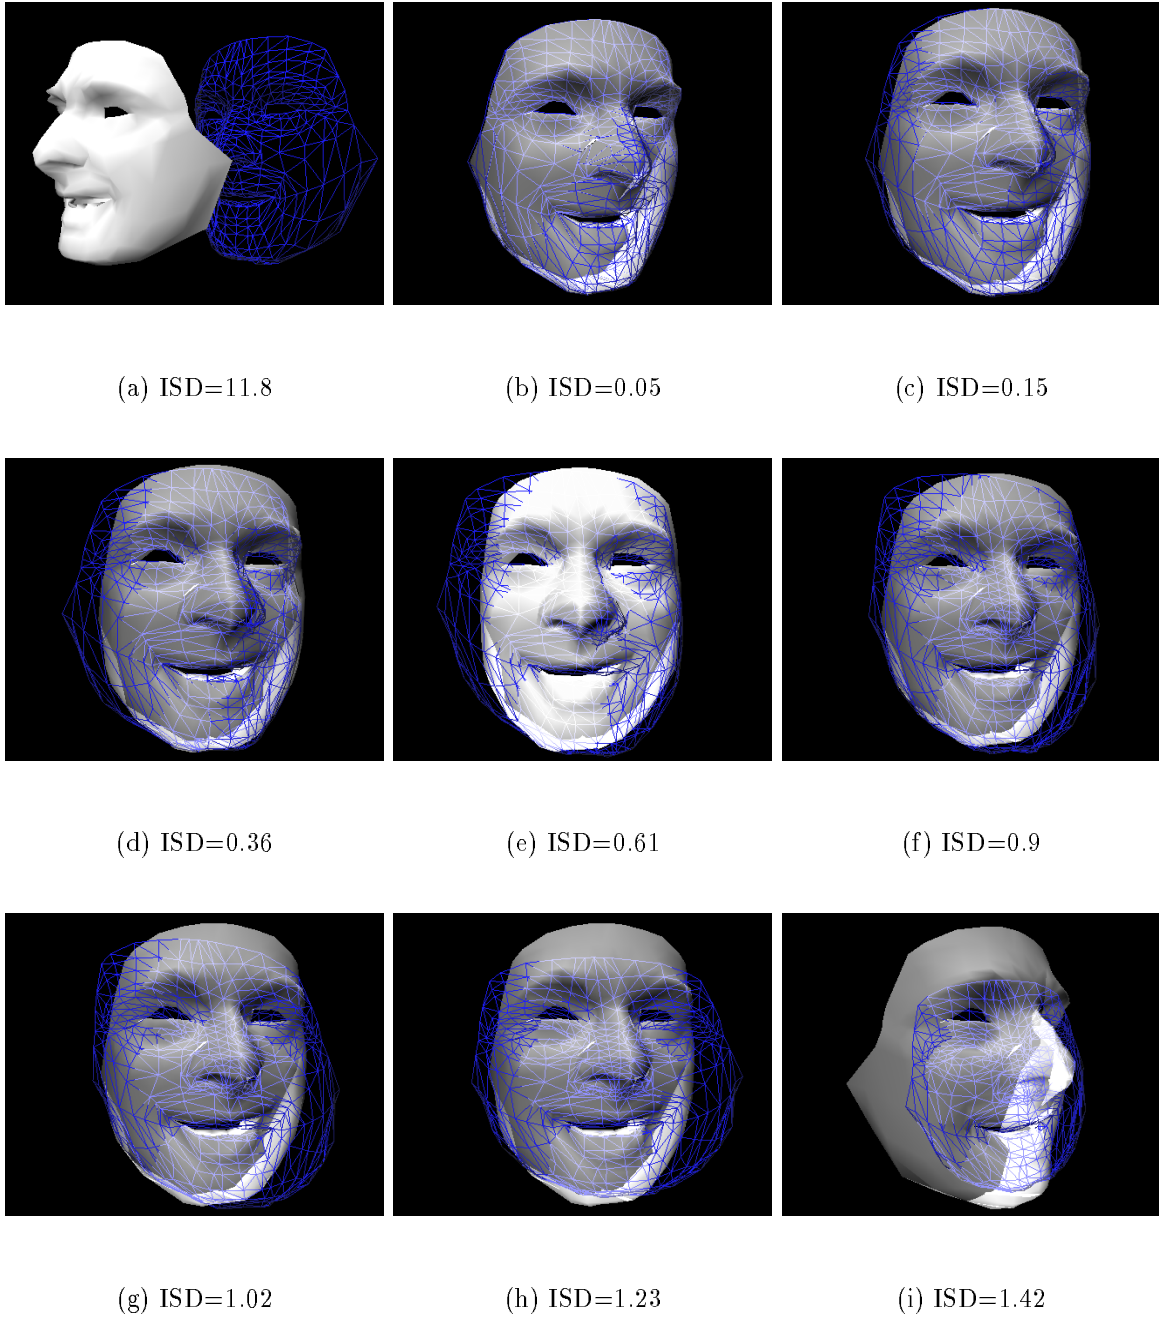 (a) ISD=11.8
(b) ISD=0.05
(c) ISD=0.15
(d) ISD=0.36
(e) ISD=0.61
(f) ISD=0.9
(g) ISD=1.02
(h) ISD=1.23
(i) ISD=1.42